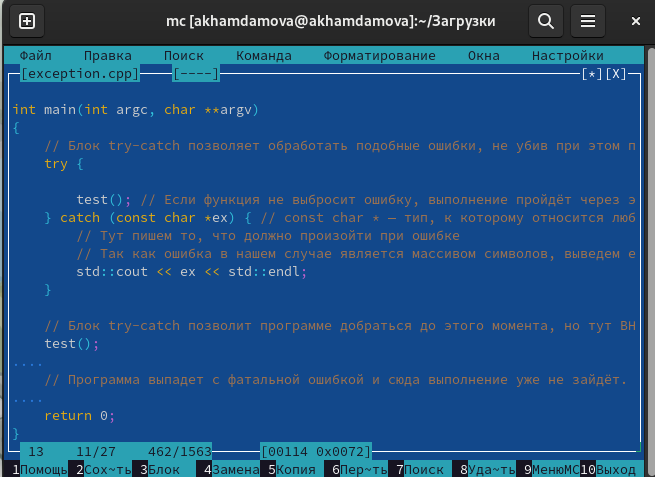 mc [akhamdamova@akhamdamova]:~/Загрузки
Файл Правка Поиск Команда Форматирование Окна Настройки
[exception.cpp] [----] [*][X]
int main(int argc, char **argv)
{
// Блок try-catch позволяет обработать подобные ошибки, не убив при этом п
try {
test(); // Если функция не выбросит ошибку, выполнение пройдёт через э
} catch (const char *ex) { // const char * — тип, к которому относится люб
// Тут пишем то, что должно произойти при ошибке
// Так как ошибка в нашем случае является массивом символов, выведем е
std::cout << ex << std::endl;
}
// Блок try-catch позволит программе добраться до этого момента, но тут ВН
test();
....
// Программа выпадет с фатальной ошибкой и сюда выполнение уже не зайдёт.
....
return 0;
}
13 11/27 462/1563 [00114 0x0072]
1Помощь 2Сох~ть 3Блок 4Замена 5Копия 6Пер~ть 7Поиск 8Уда~ть 9МенюMC 10Выход